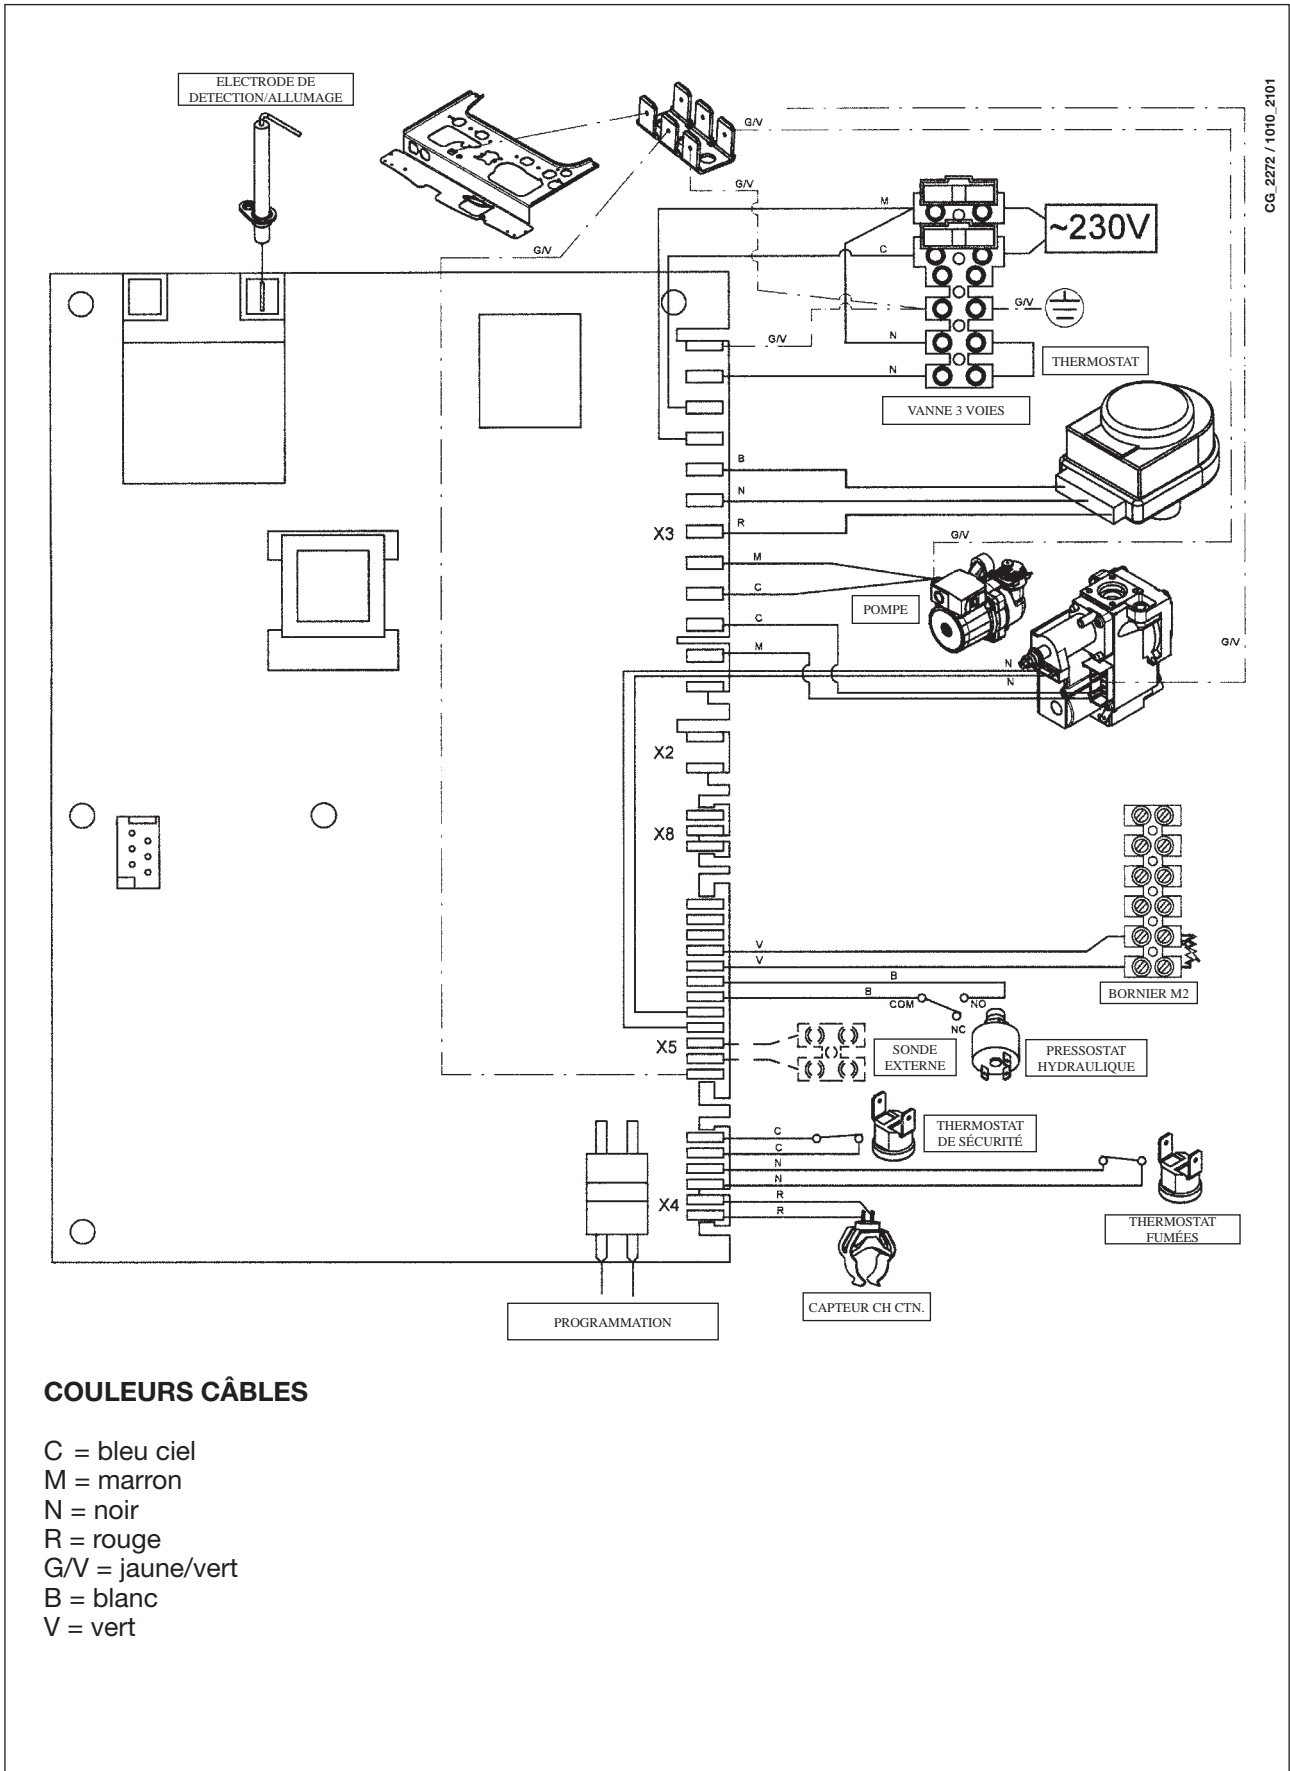 ELECTRODE DE
DETECTION/ALLUMAGE
CG_2272 / 1010_2101
G/V
G/V
M
G/V
C
~230V
G/V
G/V
N
THERMOSTAT
N
VANNE 3 VOIES
B
N
R
X3
G/V
M
C
POMPE
C
M
G/V
N
N
X2
X8
V
V
B
B
COM
NO
NC
BORNIER M2
X5
SONDE
EXTERNE
PRESSOSTAT
HYDRAULIQUE
C
C
THERMOSTAT
DE SÉCURITÉ
N
N
R
R
X4
THERMOSTAT
FUMÉES
CAPTEUR CH CTN.
PROGRAMMATION
COULEURS CÂBLES
C = bleu ciel
M = marron
N = noir
R = rouge
G/V = jaune/vert
B = blanc
V = vert